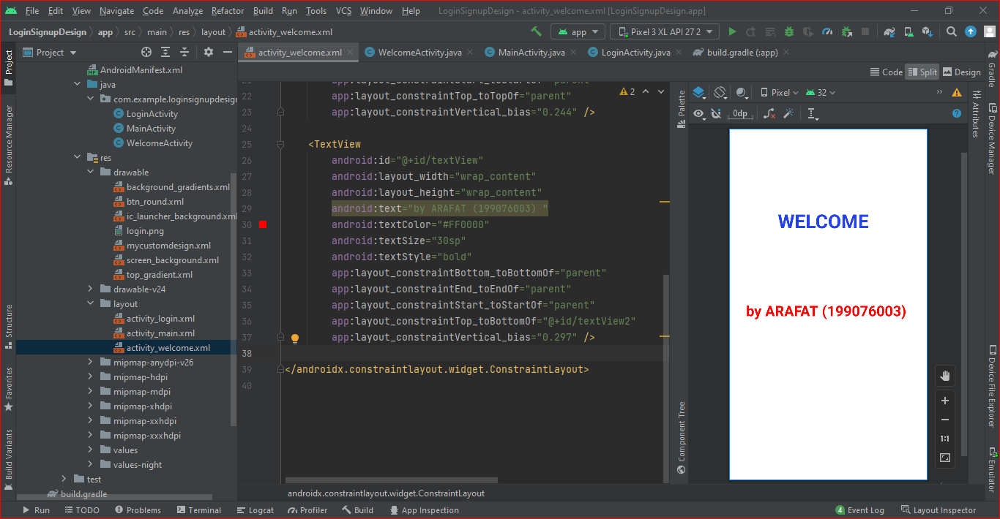 File Edit View Navigate Code Analyze Refactor Build Run Tools VCS Window Help LoginSignupDesign - activity_welcome.xml [LoginSignupDesign.app]
LoginSignupDesign app src main res layout activity_welcome.xml app Pixel 3 XL API 27 2
Project
activity_welcome.xml WelcomeActivity.java MainActivity.java LoginActivity.java build.gradle (:app)
Code Split Design
Project
Resource Manager
Structure
Favorites
Build Variants
AndroidManifest.xml
java
com.example.loginsignupdesign
LoginActivity
MainActivity
WelcomeActivity
res
drawable
background_gradients.xml
btn_round.xml
ic_launcher_background.xml
login.png
mycustomdesign.xml
screen_background.xml
top_gradient.xml
drawable-v24
layout
activity_login.xml
activity_main.xml
activity_welcome.xml
mipmap-anydpi-v26
mipmap-hdpi
mipmap-mdpi
mipmap-xhdpi
mipmap-xxhdpi
mipmap-xxxhdpi
values
values-night
test
build.gradle
2
21 app:layout_constraintStart_toStartOf="parent"
22 app:layout_constraintTop_toTopOf="parent"
23 app:layout_constraintVertical_bias="0.244" />
24
25 <TextView
26 android:id="@+id/textView"
27 android:layout_width="wrap_content"
28 android:layout_height="wrap_content"
29 android:text="by ARAFAT (199076003) "
30 android:textColor="#FF0000"
31 android:textSize="30sp"
32 android:textStyle="bold"
33 app:layout_constraintBottom_toBottomOf="parent"
34 app:layout_constraintEnd_toEndOf="parent"
35 app:layout_constraintStart_toStartOf="parent"
36 app:layout_constraintTop_toBottomOf="@+id/textView2"
37 app:layout_constraintVertical_bias="0.297" />
38
39 </androidx.constraintlayout.widget.ConstraintLayout>
40
androidx.constraintlayout.widget.ConstraintLayout
Palette
Component Tree
Pixel 32
0dp
WELCOME
by ARAFAT (199076003)
1:1
Attributes
Gradle
Device Manager
Device File Explorer
Emulator
Run TODO Problems Terminal Logcat Profiler Build App Inspection 4 Event Log Layout Inspector